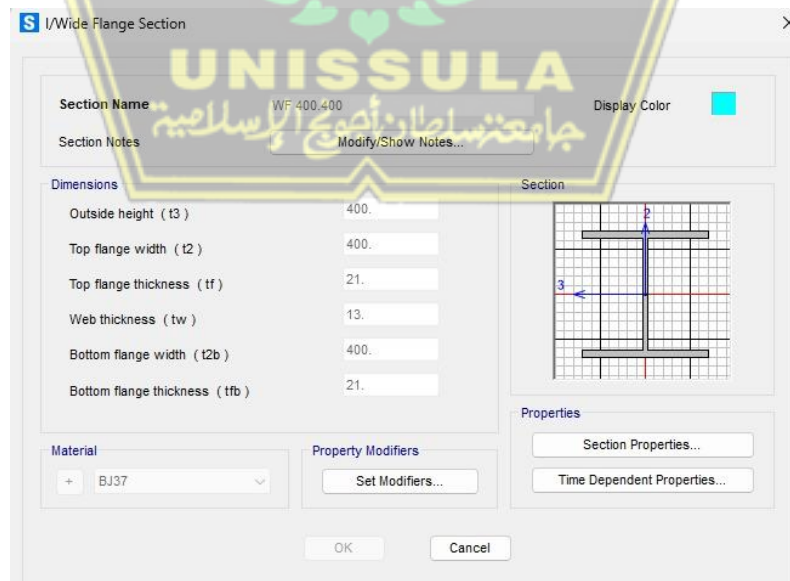 S I/Wide Flange Section
UNISSULA
Section Name
WF 400.400
Display Color
جامعتنسلطان أجونج الإسلامية
Section Notes
Modify/Show Notes...
Dimensions
Outside height ( t3 )
400.
Top flange width ( t2 )
400.
Top flange thickness ( tf )
21.
Web thickness ( tw )
13.
Bottom flange width ( t2b )
400.
Bottom flange thickness ( tfb )
21.
Section
2
3
Properties
Section Properties...
Time Dependent Properties...
Material
+ BJ37
Property Modifiers
Set Modifiers...
OK
Cancel